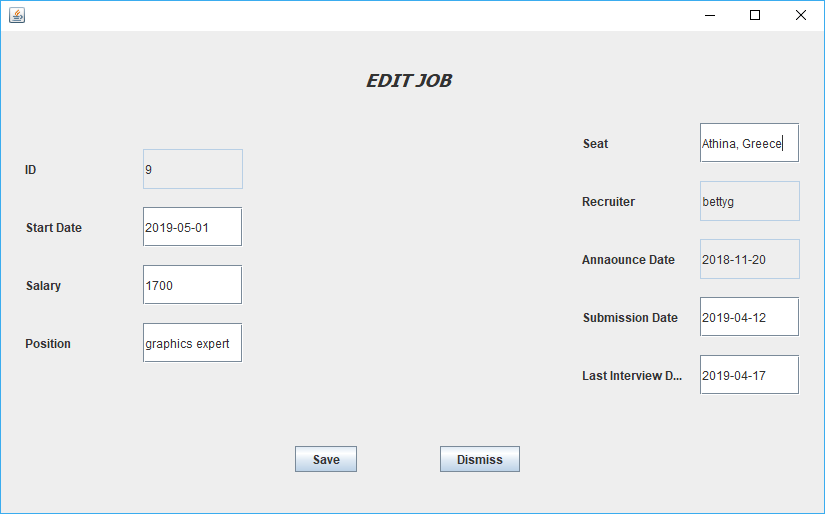 EDIT JOB
ID 9
Start Date 2019-05-01
Salary 1700
Position graphics expert
Seat Athina, Greece
Recruiter bettyg
Annaounce Date 2018-11-20
Submission Date 2019-04-12
Last Interview D... 2019-04-17
Save Dismiss